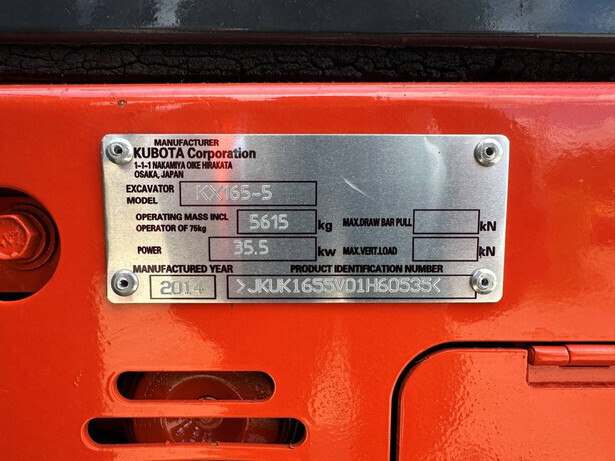 MANUFACTURER
KUBOTA Corporation
1-1-1 NAKAMIYA OIKE HIRAKATA
OSAKA, JAPAN
EXCAVATOR MODEL KX165-5
OPERATING MASS INCL OPERATOR OF 75kg 5615 kg MAX.DRAW BAR PULL kN
POWER 35.5 kw MAX.VERT.LOAD kN
MANUFACTURED YEAR PRODUCT IDENTIFICATION NUMBER
2014 >JKUK1655V01H60535<